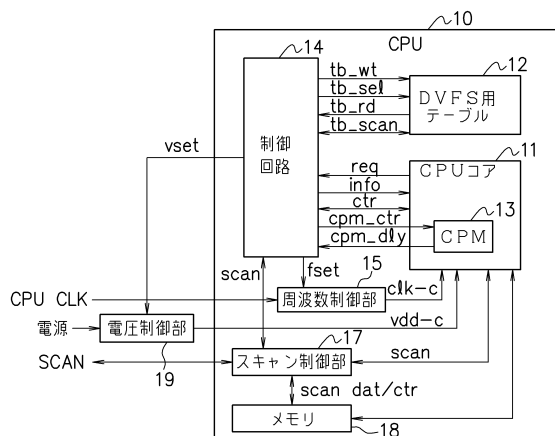 10
CPU
14
制御
回路
12
DVFS用
テーブル
tb_wt
tb_sel
tb_rd
tb_scan
vset
11
CPUコア
req
info
ctr
cpm_ctr
cpm_dly
13
CPM
scan
fset
15
周波数制御部
clk-c
CPU CLK
電源
電圧制御部
19
vdd-c
SCAN
17
スキャン制御部
scan
scan dat/ctr
メモリ
18